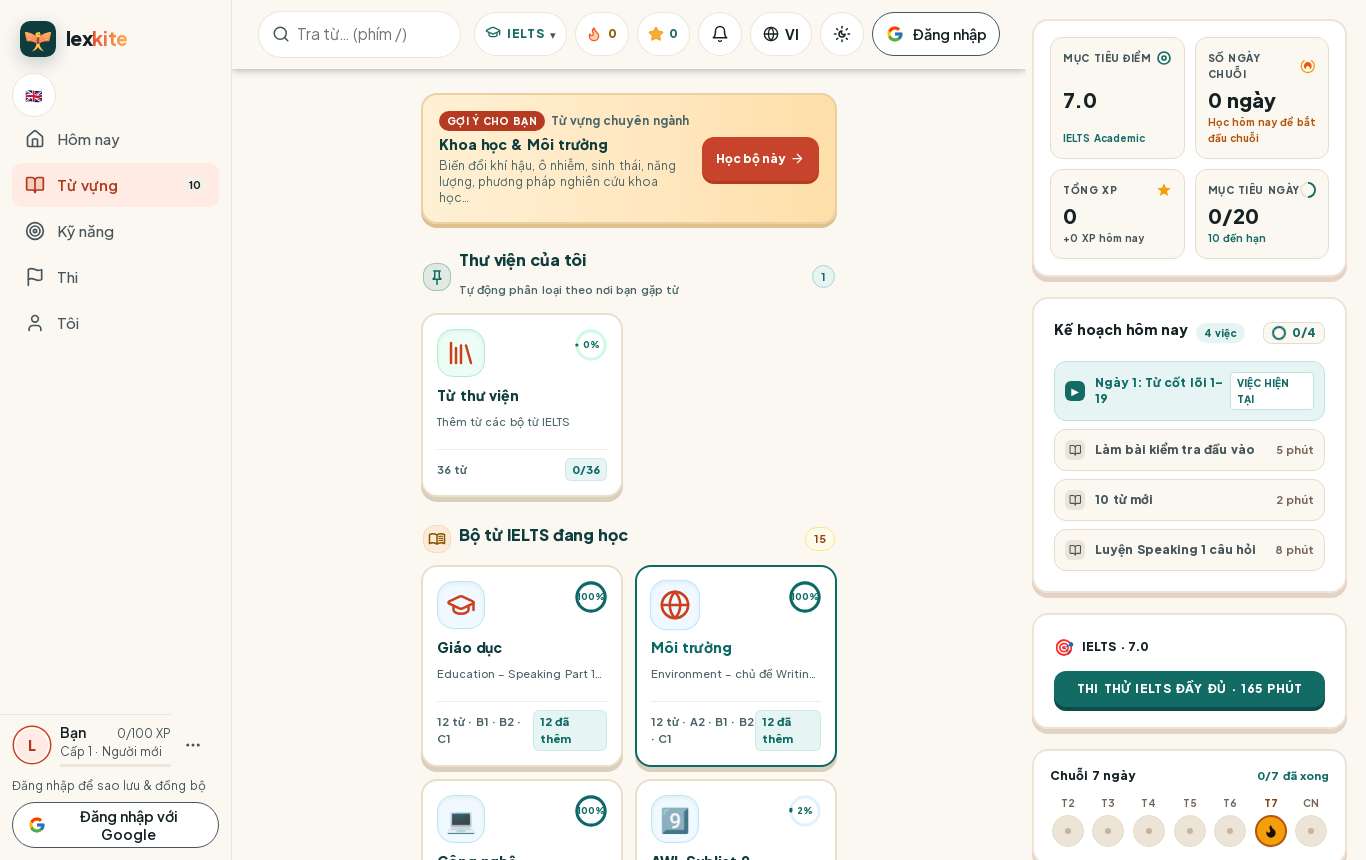 lexkite
Hôm nay
Từ vựng 10
Kỹ năng
Thi
Tôi
L
Bạn 0/100 XP
Cấp 1 · Người mới
Đăng nhập để sao lưu & đồng bộ
Đăng nhập với
Google
Từ... (phím /)
IELTS ▾
0
0
VI
Đăng nhập
GỢI Ý CHO BẠN Từ vựng chuyên ngành
Khoa học & Môi trường
Biến đổi khí hậu, ô nhiễm, sinh thái, năng
lượng, phương pháp nghiên cứu khoa
học...
Học bộ này →
Thư viện của tôi
Tự động phân loại theo nơi bạn gặp từ
1
0%
Từ thư viện
Thêm từ các bộ từ IELTS
36 từ 0/36
Bộ từ IELTS đang học 15
100%
Giáo dục
Education – Speaking Part 1...
12 từ · B1 · B2 ·
C1
12 đã
thêm
100%
Môi trường
Environment – chủ đề Writin...
12 từ · A2 · B1 · B2
· C1
12 đã
thêm
100%
Công nghệ
2%
AWL Sublist 9
MỤC TIÊU ĐIỂM
7.0
IELTS Academic
SỐ NGÀY
CHUỖI
0 ngày
Học hôm nay để bắt
đầu chuỗi
TỔNG XP
0
+0 XP hôm nay
MỤC TIÊU NGÀY
0/20
10 đến hạn
Kế hoạch hôm nay 4 việc 0/4
Ngày 1: Từ cốt lõi 1–
19
VIỆC HIỆN
TẠI
Làm bài kiểm tra đầu vào 5 phút
10 từ mới 2 phút
Luyện Speaking 1 câu hỏi 8 phút
IELTS · 7.0
THI THỬ IELTS ĐẦY ĐỦ · 165 PHÚT
Chuỗi 7 ngày 0/7 đã xong
T2 T3 T4 T5 T6 T7 CN